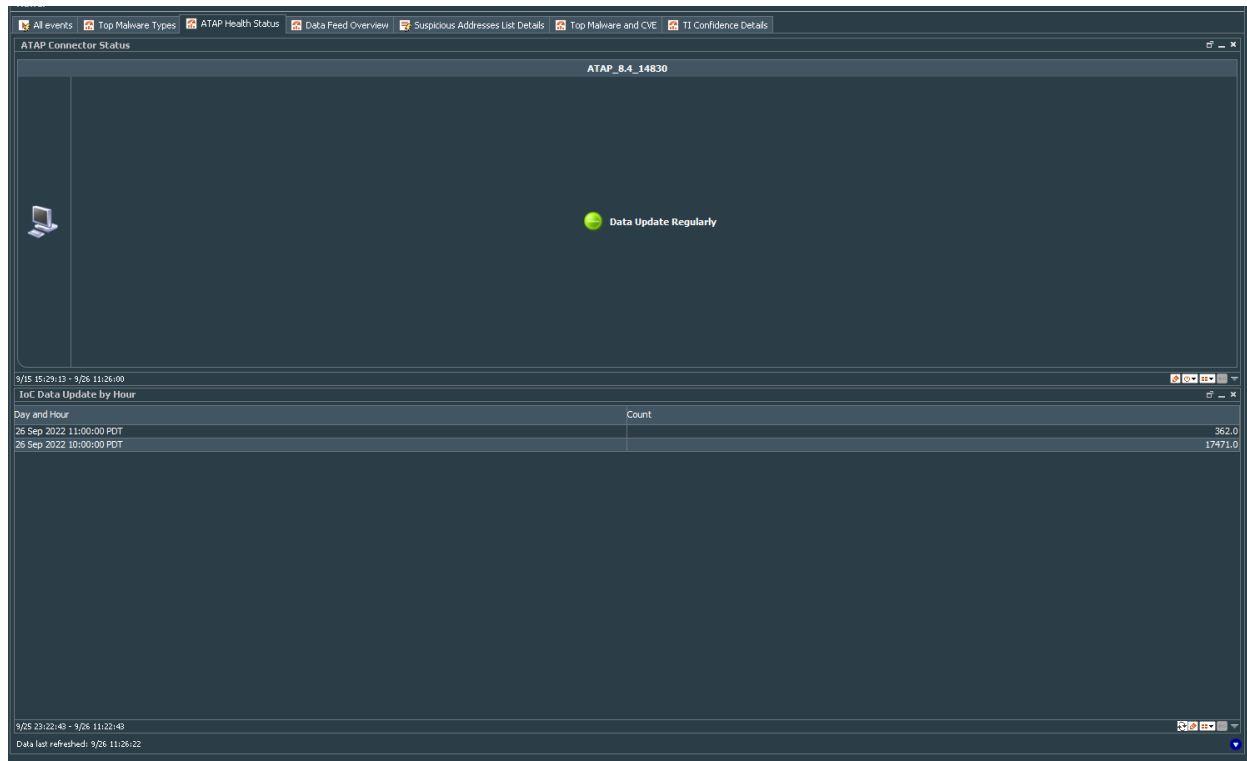 All events Top Malware Types ATAP Health Status Data Feed Overview Suspicious Addresses List Details Top Malware and CVE TI Confidence Details
ATAP Connector Status
ATAP_8.4_14830
Data Update Regularly
9/15 15:29:13 - 9/26 11:26:00
IoC Data Update by Hour
Day and Hour Count
26 Sep 2022 11:00:00 PDT 362.0
26 Sep 2022 10:00:00 PDT 17471.0
9/25 23:22:43 - 9/26 11:22:43
Data last refreshed: 9/26 11:26:22